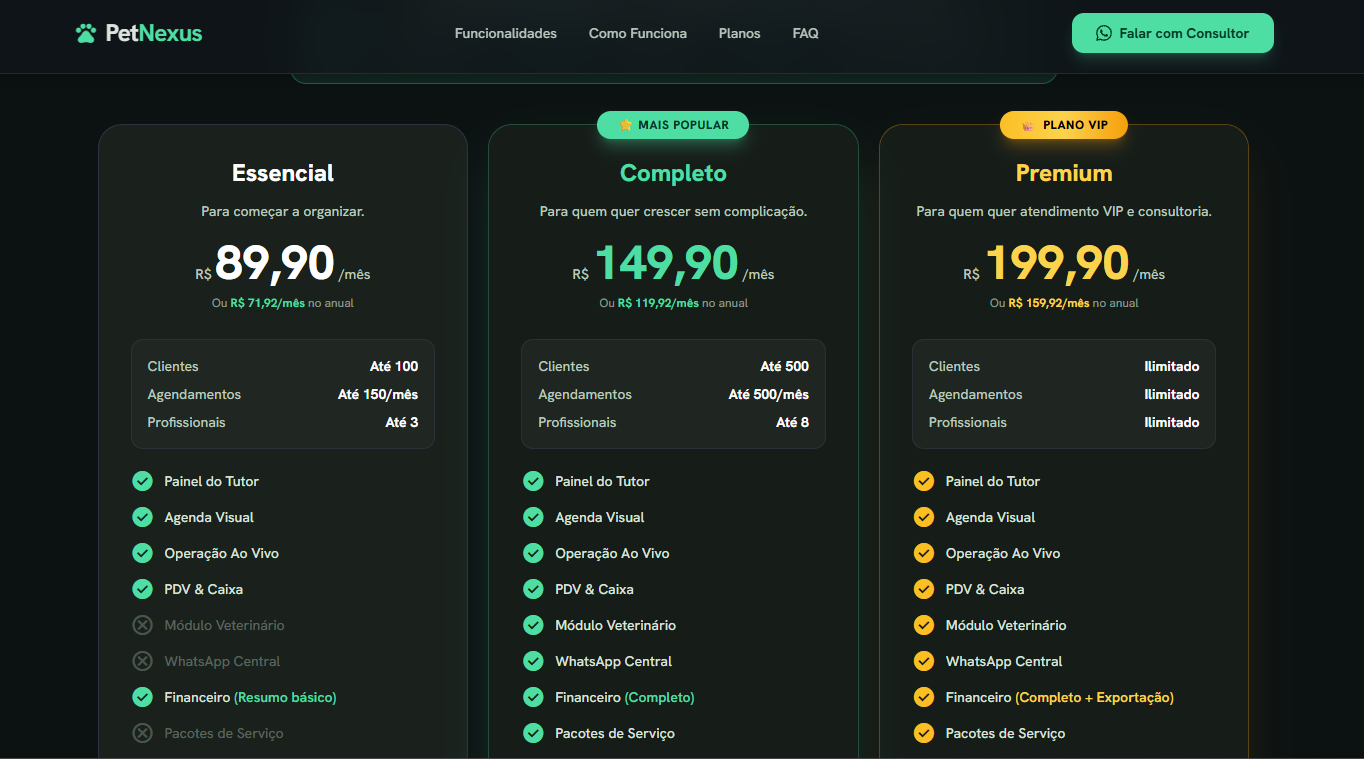 PetNexus
Funcionalidades
Como Funciona
Planos
FAQ
Falar com Consultor
Essencial
Para começar a organizar.
R$ 89,90 /mês
Ou R$ 71,92/mês no anual
Clientes Até 100
Agendamentos Até 150/mês
Profissionais Até 3
Painel do Tutor
Agenda Visual
Operação Ao Vivo
PDV & Caixa
Módulo Veterinário
WhatsApp Central
Financeiro (Resumo básico)
Pacotes de Serviço
MAIS POPULAR
Completo
Para quem quer crescer sem complicação.
R$ 149,90 /mês
Ou R$ 119,92/mês no anual
Clientes Até 500
Agendamentos Até 500/mês
Profissionais Até 8
Painel do Tutor
Agenda Visual
Operação Ao Vivo
PDV & Caixa
Módulo Veterinário
WhatsApp Central
Financeiro (Completo)
Pacotes de Serviço
PLANO VIP
Premium
Para quem quer atendimento VIP e consultoria.
R$ 199,90 /mês
Ou R$ 159,92/mês no anual
Clientes Ilimitado
Agendamentos Ilimitado
Profissionais Ilimitado
Painel do Tutor
Agenda Visual
Operação Ao Vivo
PDV & Caixa
Módulo Veterinário
WhatsApp Central
Financeiro (Completo + Exportação)
Pacotes de Serviço